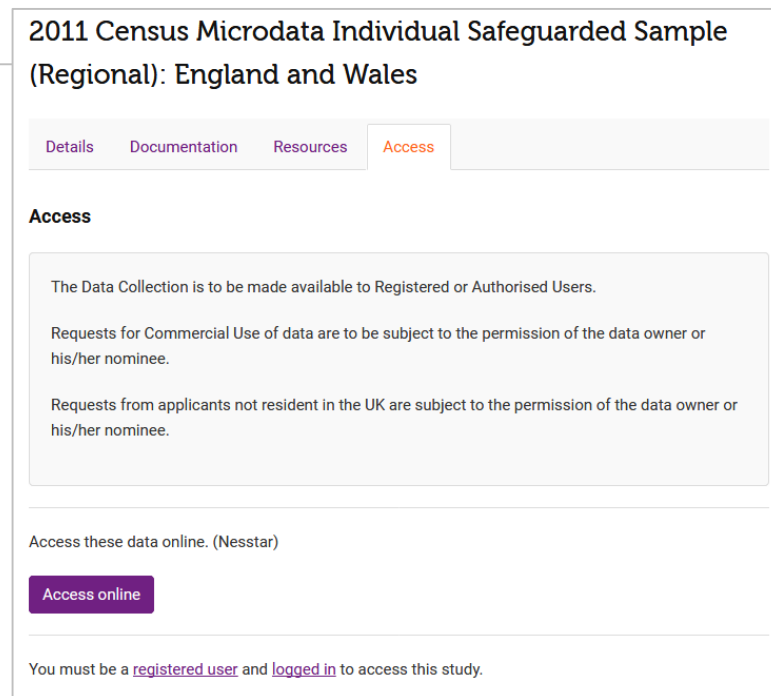 2011 Census Microdata Individual Safeguarded Sample
(Regional): England and Wales
Details Documentation Resources Access
Access
The Data Collection is to be made available to Registered or Authorised Users.
Requests for Commercial Use of data are to be subject to the permission of the data owner or
his/her nominee.
Requests from applicants not resident in the UK are subject to the permission of the data owner or
his/her nominee.
Access these data online. (Nesstar)
Access online
You must be a registered user and logged in to access this study.